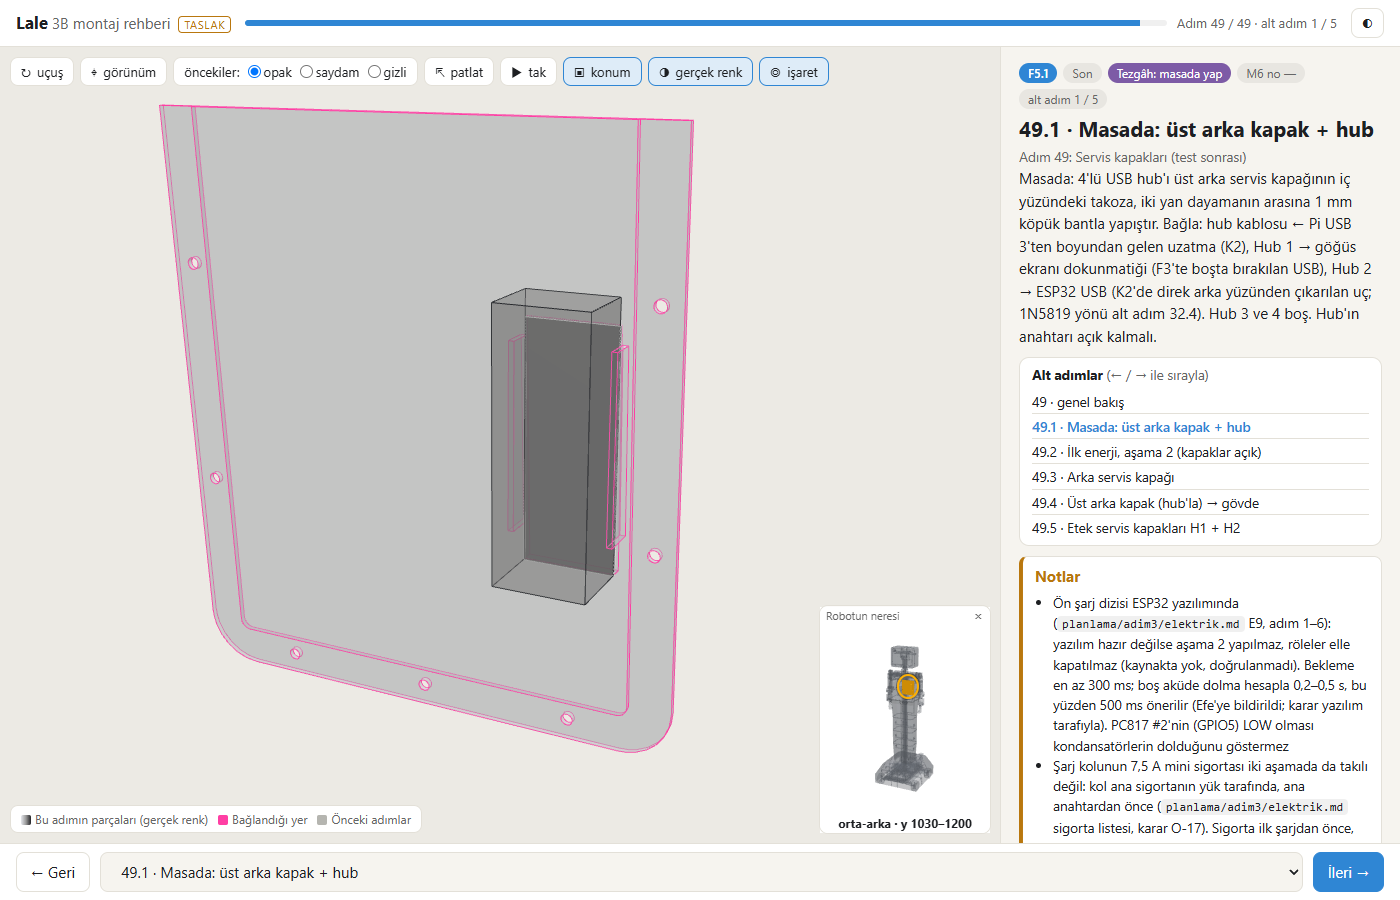 Lale 3B montaj rehberi TASLAK
Adım 49 / 49 · alt adım 1 / 5
↻ uçuş
⌖ görünüm
öncekiler: opak saydam gizli
⇱ patlat
▶ tak
▣ konum
◑ gerçek renk
◎ işaret
F5.1 Son Tezgâh: masada yap M6 no —
alt adım 1 / 5
49.1 · Masada: üst arka kapak + hub
Adım 49: Servis kapakları (test sonrası)
Masada: 4'lü USB hub'ı üst arka servis kapağının iç
yüzündeki takoza, iki yan dayamanın arasına 1 mm
köpük bantla yapıştır. Bağla: hub kablosu ← Pi USB
3'ten boyundan gelen uzatma (K2), Hub 1 → göğüs
ekranı dokunmatiği (F3'te boşta bırakılan USB), Hub 2
→ ESP32 USB (K2'de direk arka yüzünden çıkarılan uç;
1N5819 yönü alt adım 32.4). Hub 3 ve 4 boş. Hub'ın
anahtarı açık kalmalı.
Alt adımlar (← / → ile sırayla)
49 · genel bakış
49.1 · Masada: üst arka kapak + hub
49.2 · İlk enerji, aşama 2 (kapaklar açık)
49.3 · Arka servis kapağı
49.4 · Üst arka kapak (hub'la) → gövde
49.5 · Etek servis kapakları H1 + H2
Notlar
• Ön şarj dizisi ESP32 yazılımında
( planlama/adim3/elektrik.md E9, adım 1–6):
yazılım hazır değilse aşama 2 yapılmaz, röleler elle
kapatılmaz (kaynakta yok, doğrulanmadı). Bekleme
en az 300 ms; boş aküde dolma hesapla 0,2–0,5 s, bu
yüzden 500 ms önerilir (Efe'ye bildirildi; karar yazılım
tarafıyla). PC817 #2'nin (GPIO5) LOW olması
kondansatörlerin dolduğunu göstermez
• Şarj kolunun 7,5 A mini sigortası iki aşamada da takılı
değil: kol ana sigortanın yük tarafında, ana
anahtardan önce ( planlama/adim3/elektrik.md
sigorta listesi, karar O-17). Sigorta ilk şarjdan önce,
Robotun neresi ×
orta-arka · y 1030–1200
Bu adımın parçaları (gerçek renk) Bağlandığı yer Önceki adımlar
← Geri
49.1 · Masada: üst arka kapak + hub
İleri →